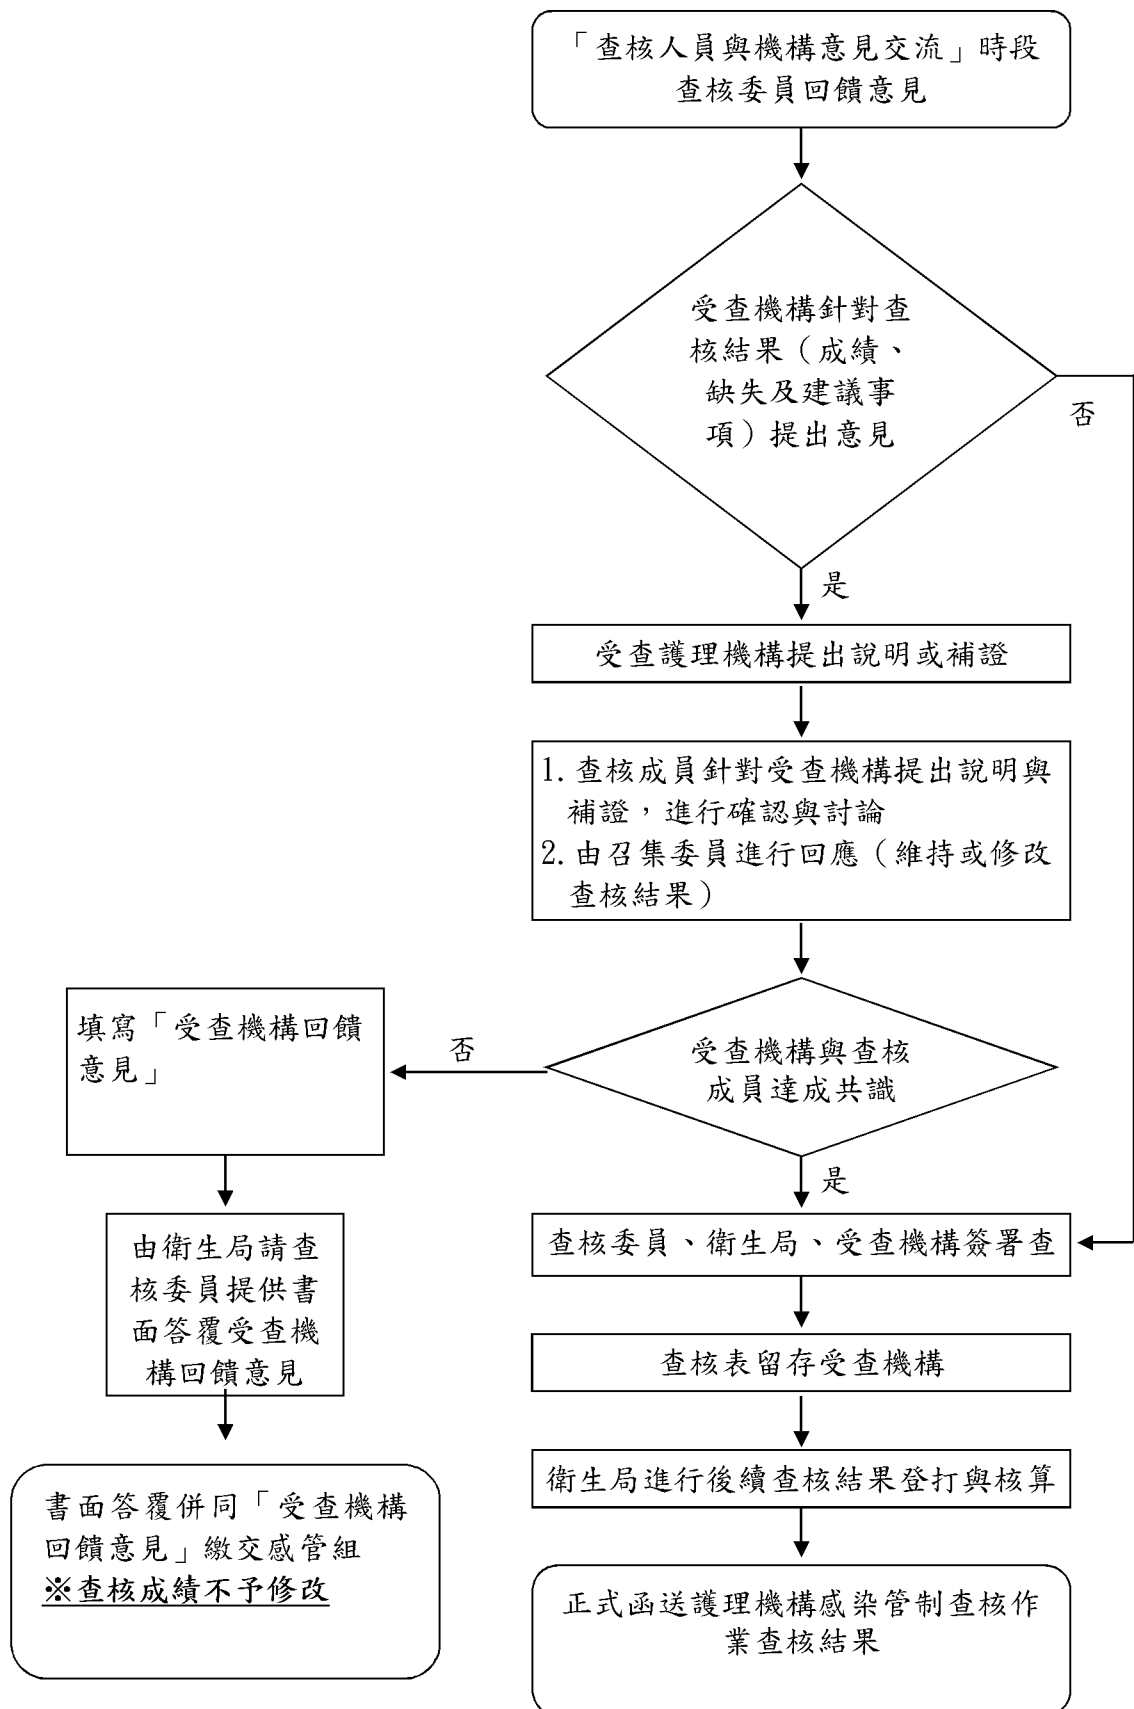 「查核人員與機構意見交流」時段
查核委員回饋意見
受查機構針對查
核結果（成績、
缺失及建議事
項）提出意見
否
是
受查護理機構提出說明或補證
1. 查核成員針對受查機構提出說明與
補證，進行確認與討論
2. 由召集委員進行回應（維持或修改
查核結果）
受查機構與查核
成員達成共識
否
填寫「受查機構回饋
意見」
由衛生局請查
核委員提供書
面答覆受查機
構回饋意見
書面答覆併同「受查機構
回饋意見」繳交感管組
※查核成績不予修改
是
查核委員、衛生局、受查機構簽署查
查核表留存受查機構
衛生局進行後續查核結果登打與核算
正式函送護理機構感染管制查核作
業查核結果